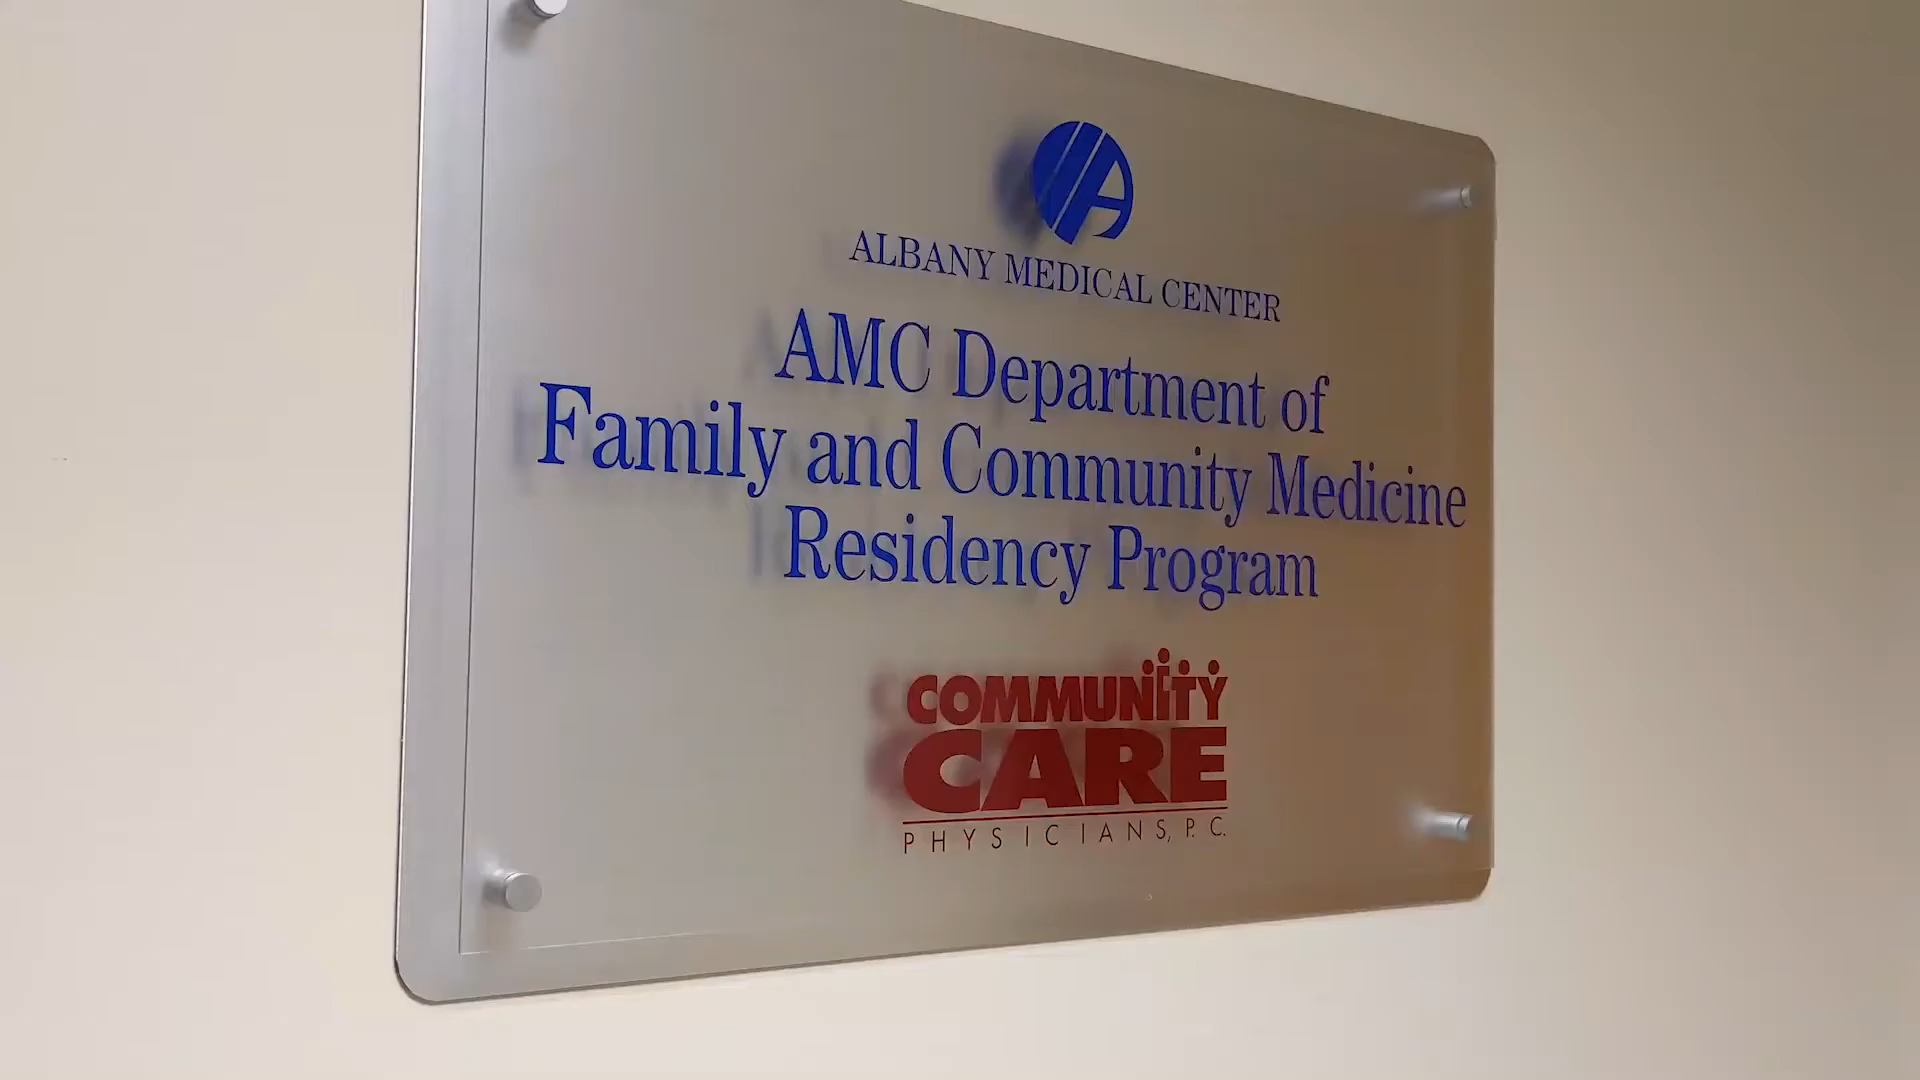 ALBANY MEDICAL CENTER
AMC Department of
Family and Community Medicine
Residency Program
COMMUNITY
CARE
PHYSICIANS, P.C.